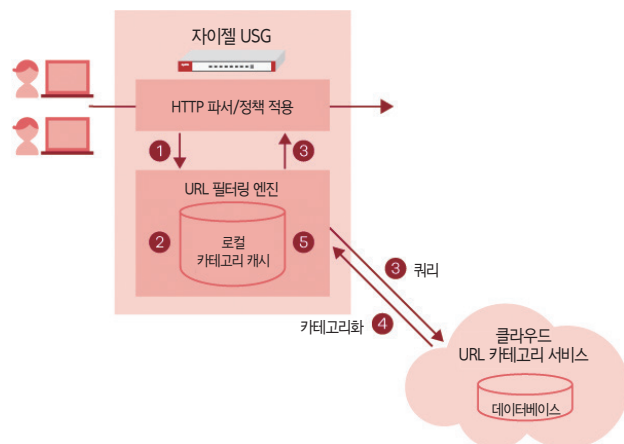 자이젤 USG
HTTP 파서/정책 적용
1
3
URL 필터링 엔진
2
로컬
카테고리 캐시
5
3 쿼리
카테고리화 4
클라우드
URL 카테고리 서비스
데이터베이스